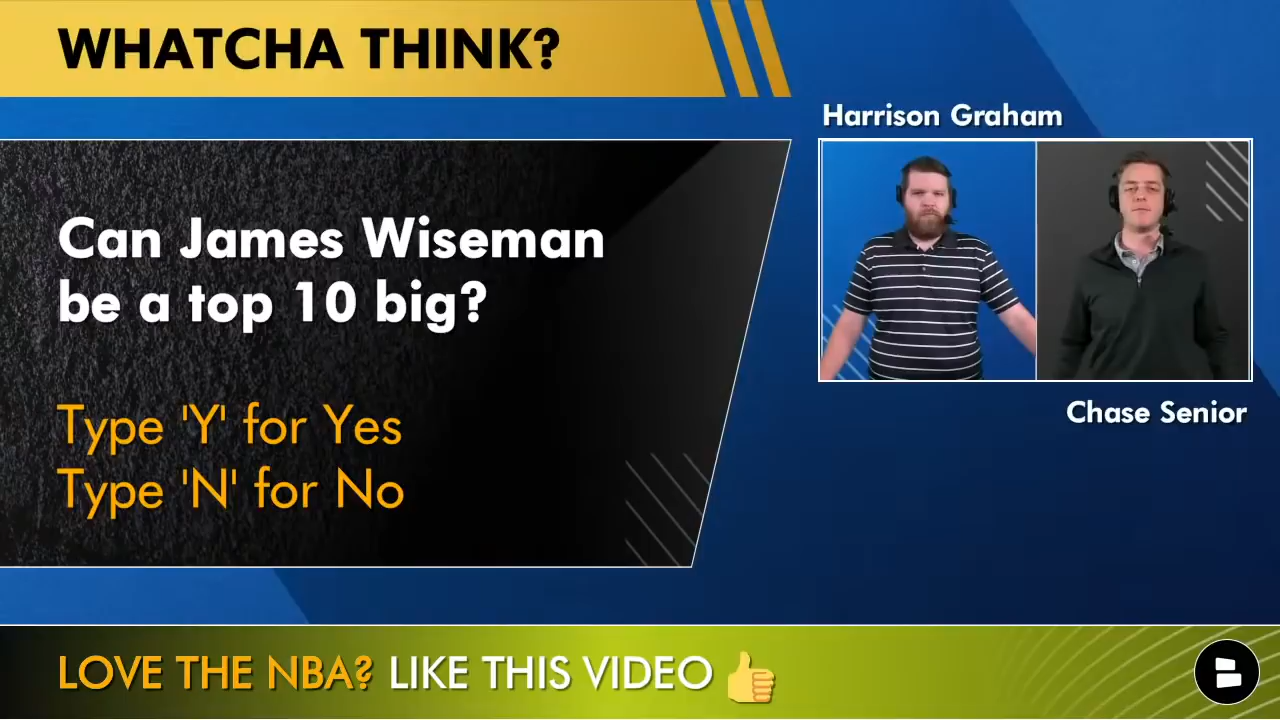 WHATCHA THINK?
Harrison Graham
Can James Wiseman
be a top 10 big?
Type 'Y' for Yes
Type 'N' for No
Chase Senior
LOVE THE NBA? LIKE THIS VIDEO